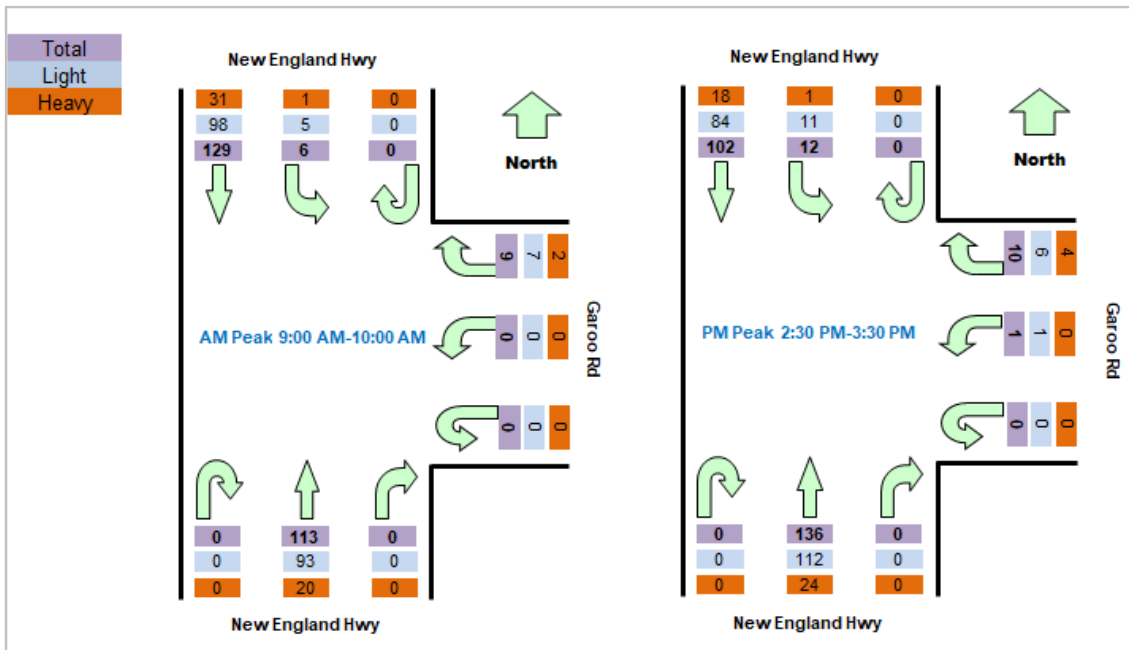 Total
Light
Heavy
New England Hwy
31 1 0
98 5 0
129 6 0
North
9 7 2
AM Peak 9:00 AM-10:00 AM
0 0 0
Garoo Rd
0 0 0
0 113 0
0 93 0
0 20 0
New England Hwy
New England Hwy
18 1 0
84 11 0
102 12 0
North
10 6 4
PM Peak 2:30 PM-3:30 PM
1 1 0
Garoo Rd
0 0 0
0 136 0
0 112 0
0 24 0
New England Hwy